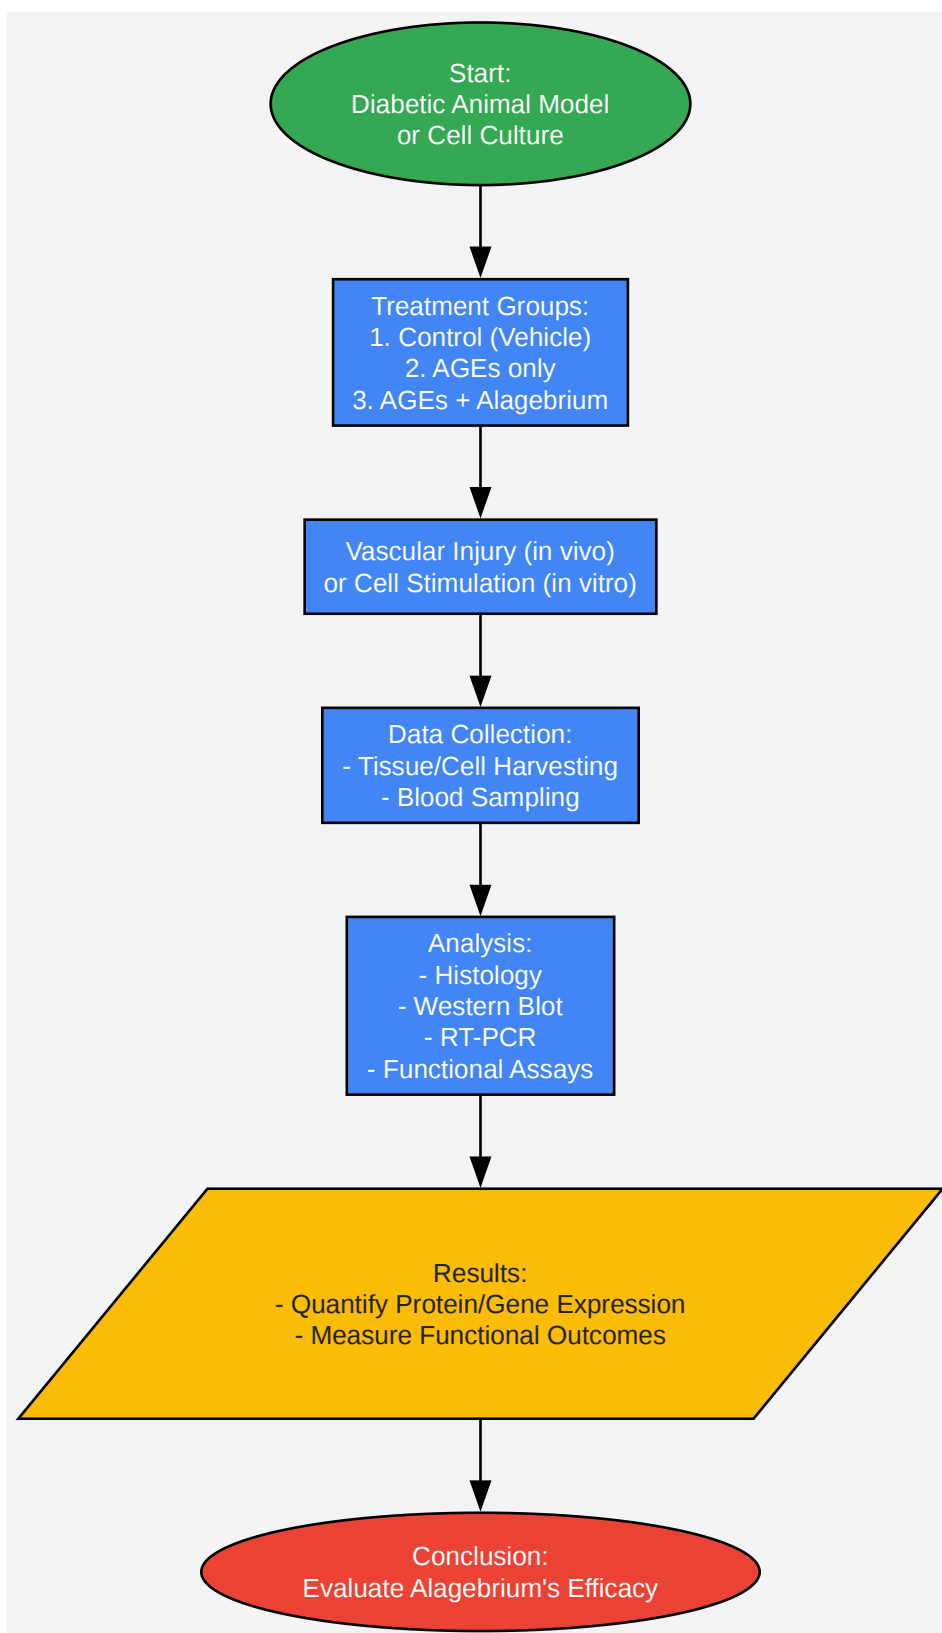 Start:
Diabetic Animal Model
or Cell Culture
Treatment Groups:
1. Control (Vehicle)
2. AGEs only
3. AGEs + Alagebrium
Vascular Injury (in vivo)
or Cell Stimulation (in vitro)
Data Collection:
- Tissue/Cell Harvesting
- Blood Sampling
Analysis:
- Histology
- Western Blot
- RT-PCR
- Functional Assays
Results:
- Quantify Protein/Gene Expression
- Measure Functional Outcomes
Conclusion:
Evaluate Alagebrium's Efficacy